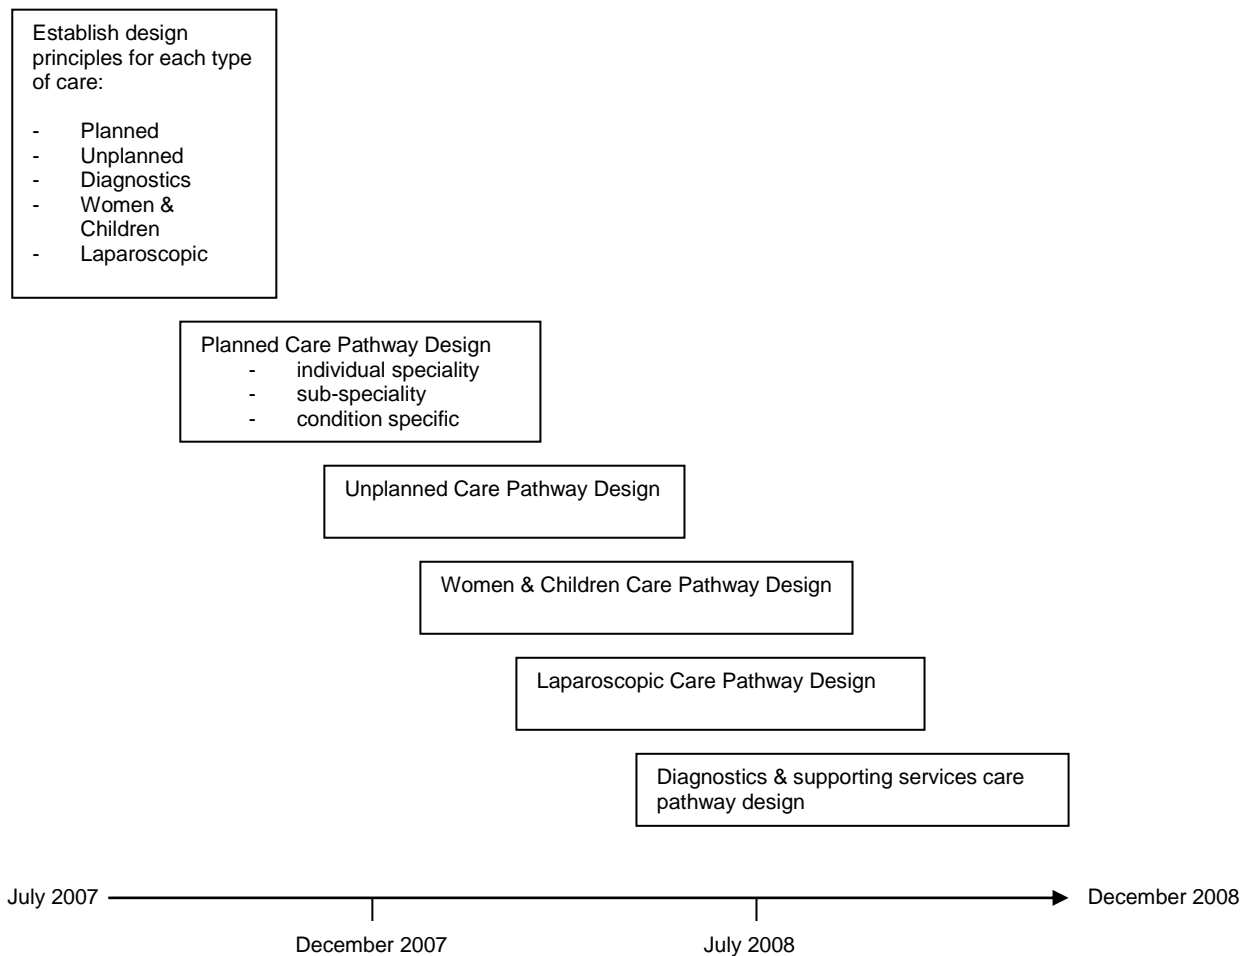 Establish design
principles for each type
of care:
- Planned
- Unplanned
- Diagnostics
- Women &
Children
- Laparoscopic
Planned Care Pathway Design
- individual speciality
- sub-speciality
- condition specific
Unplanned Care Pathway Design
Women & Children Care Pathway Design
Laparoscopic Care Pathway Design
Diagnostics & supporting services care
pathway design
July 2007
December 2008
December 2007
July 2008